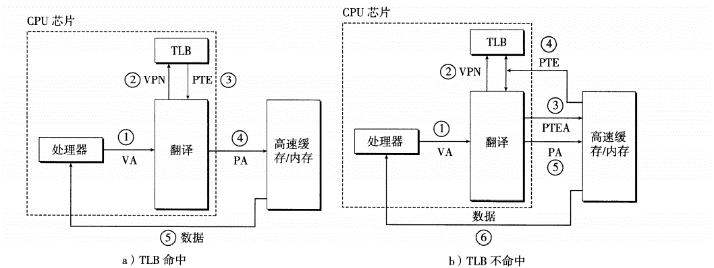 CPU 芯片
TLB
② VPN
PTE ③
处理器
① VA
翻译
④ PA
高速缓存/内存
⑤ 数据
a）TLB 命中
CPU 芯片
TLB
④ PTE
② VPN
处理器
① VA
翻译
③ PTEA
PA ⑤
高速缓存/内存
数据 ⑥
b）TLB 不命中